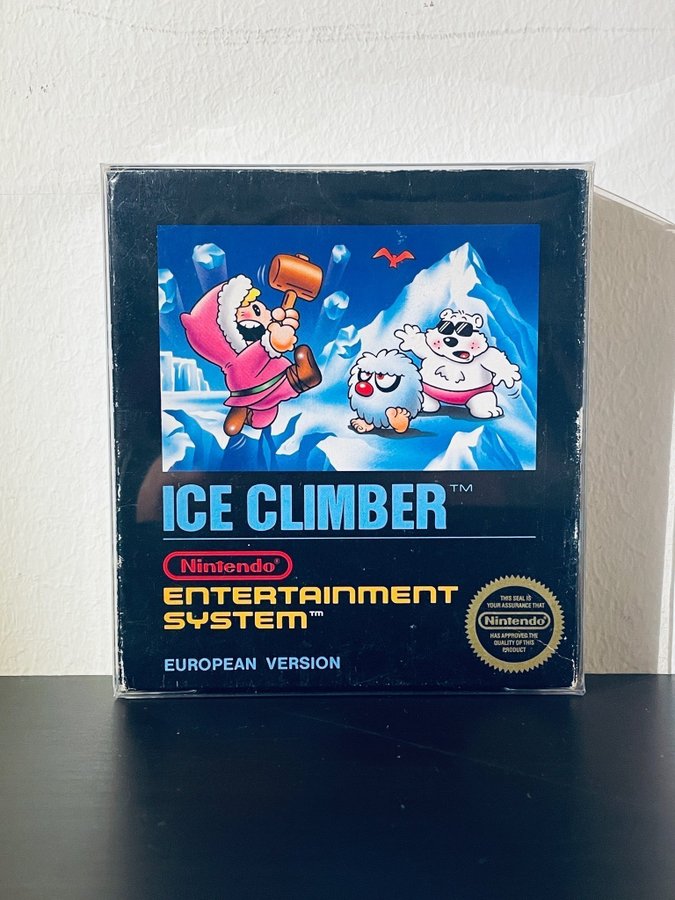 ICE CLIMBER™
Nintendo®
ENTERTAINMENT
SYSTEM™
EUROPEAN VERSION
THIS SEAL IS
YOUR ASSURANCE THAT
Nintendo®
HAS APPROVED THE
QUALITY OF THIS
PRODUCT